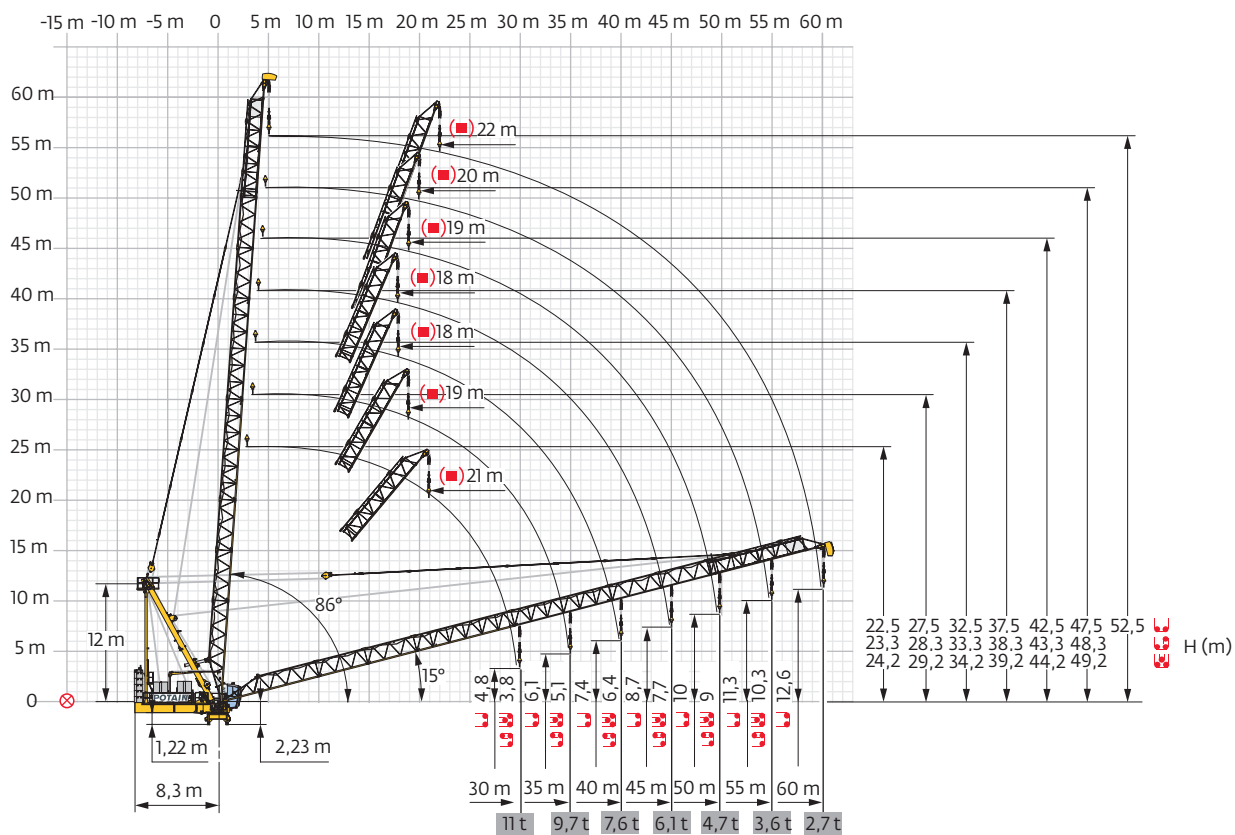 -15 m -10 m -5 m 0 5 m 10 m 15 m 20 m 25 m 30 m 35 m 40 m 45 m 50 m 55 m 60 m
60 m
55 m
50 m
45 m
40 m
35 m
30 m
25 m
20 m
15 m
10 m
5 m
0
(■) 22 m
(■) 20 m
(■) 19 m
(■) 18 m
(■) 18 m
(■) 19 m
(■) 21 m
86°
15°
12 m
POTAIN
1,22 m
2,23 m
8,3 m
22,5 27,5 32,5 37,5 42,5 47,5 52,5
23,3 28,3 33,3 38,3 43,3 48,3
24,2 29,2 34,2 39,2 44,2 49,2
H (m)
4,8 3,8 6,1 5,1 7,4 6,4 8,7 7,7 10 9 11,3 10,3 12,6
30 m 35 m 40 m 45 m 50 m 55 m 60 m
11 t 9,7 t 7,6 t 6,1 t 4,7 t 3,6 t 2,7 t